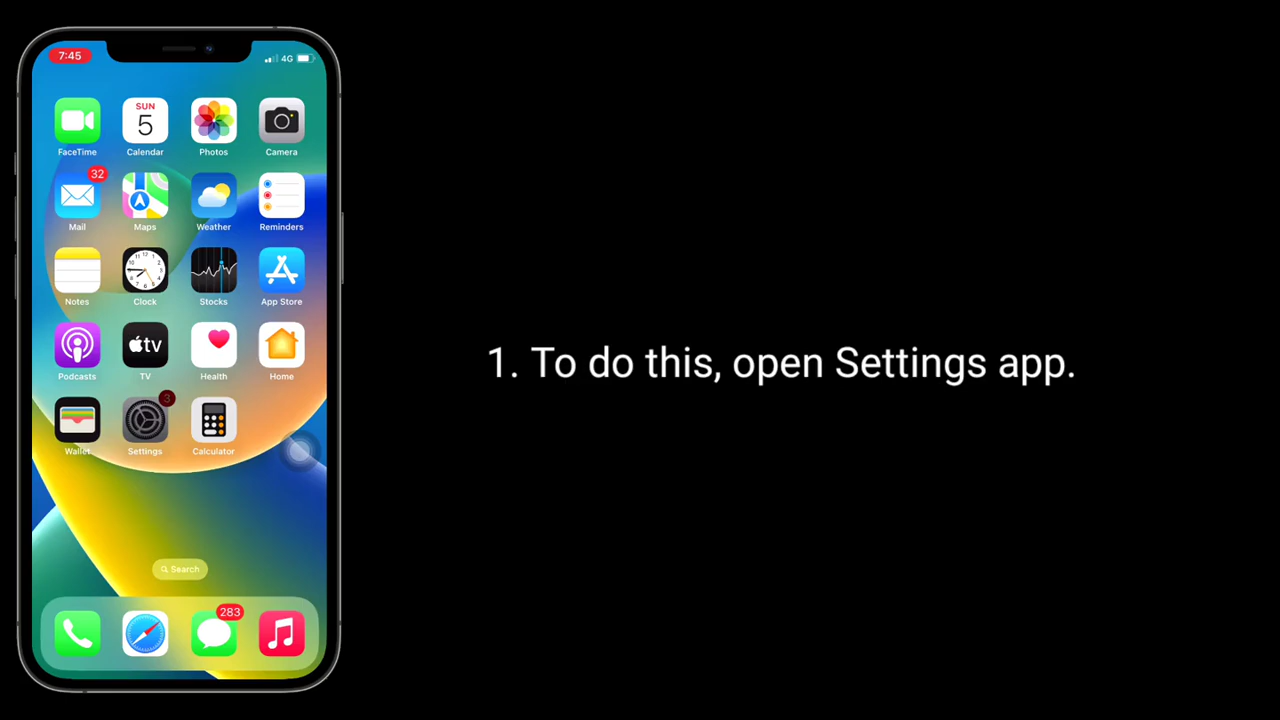 7:45
4G
SUN
5
FaceTime
Calendar
Photos
Camera
32
Mail
Maps
Weather
Reminders
12
Notes
Clock
Stocks
App Store
tv
Podcasts
TV
Health
Home
3
Wallet
Settings
Calculator
Search
283
1. To do this, open Settings app.